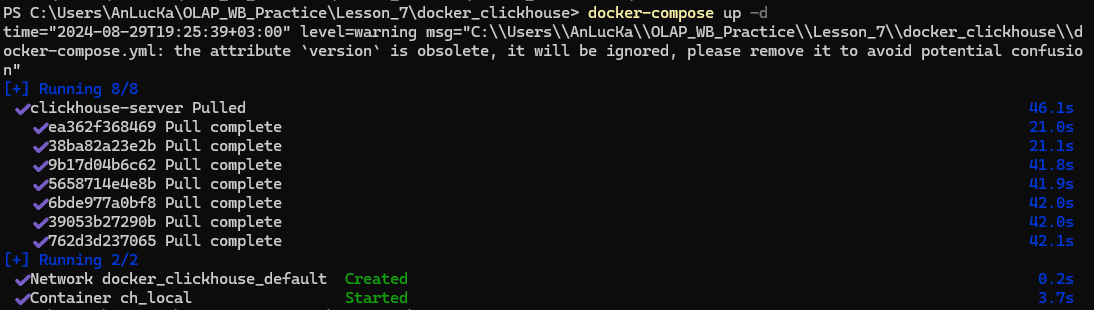 PS C:\Users\AnLucKa\OLAP_WB_Practice\Lesson_7\docker_clickhouse> docker-compose up -d
time="2024-08-29T19:25:39+03:00" level=warning msg="C:\\Users\\AnLucKa\\OLAP_WB_Practice\\Lesson_7\\docker_clickhouse\\d
ocker-compose.yml: the attribute `version` is obsolete, it will be ignored, please remove it to avoid potential confusio
n"
[+] Running 8/8
✔clickhouse-server Pulled 46.1s
✔ea362f368469 Pull complete 21.0s
✔38ba82a23e2b Pull complete 21.1s
✔9b17d04b6c62 Pull complete 41.8s
✔5658714e4e8b Pull complete 41.9s
✔6bde977a0bf8 Pull complete 42.0s
✔39053b27290b Pull complete 42.0s
✔762d3d237065 Pull complete 42.1s
[+] Running 2/2
✔Network docker_clickhouse_default Created 0.2s
✔Container ch_local Started 3.7s